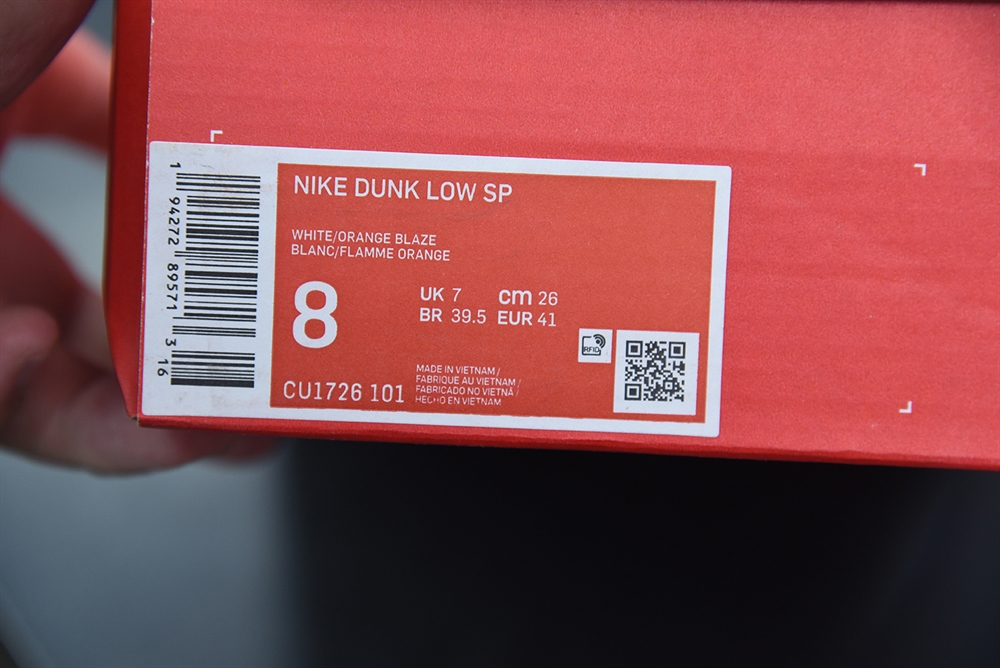 NIKE DUNK LOW SP
WHITE/ORANGE BLAZE
BLANC/FLAMME ORANGE
8
UK 7 cm 26
BR 39.5 EUR 41
CU1726 101
MADE IN VIETNAM /
FABRIQUE AU VIETNAM /
FABRICADO NO VIETNÃ /
HECHO EN VIETNAM
RFID
1 94272 89571 3
16